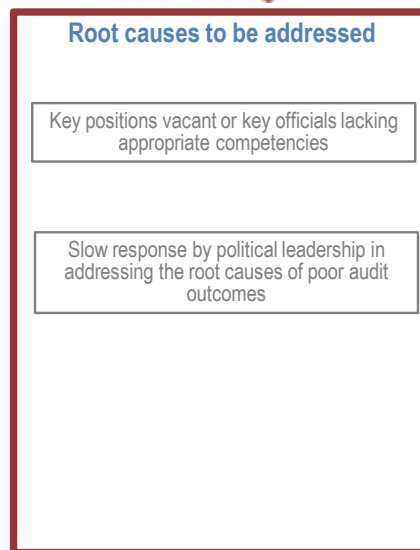 Root causes to be addressed
Key positions vacant or key officials lacking
appropriate competencies
Slow response by political leadership in
addressing the root causes of poor audit
outcomes